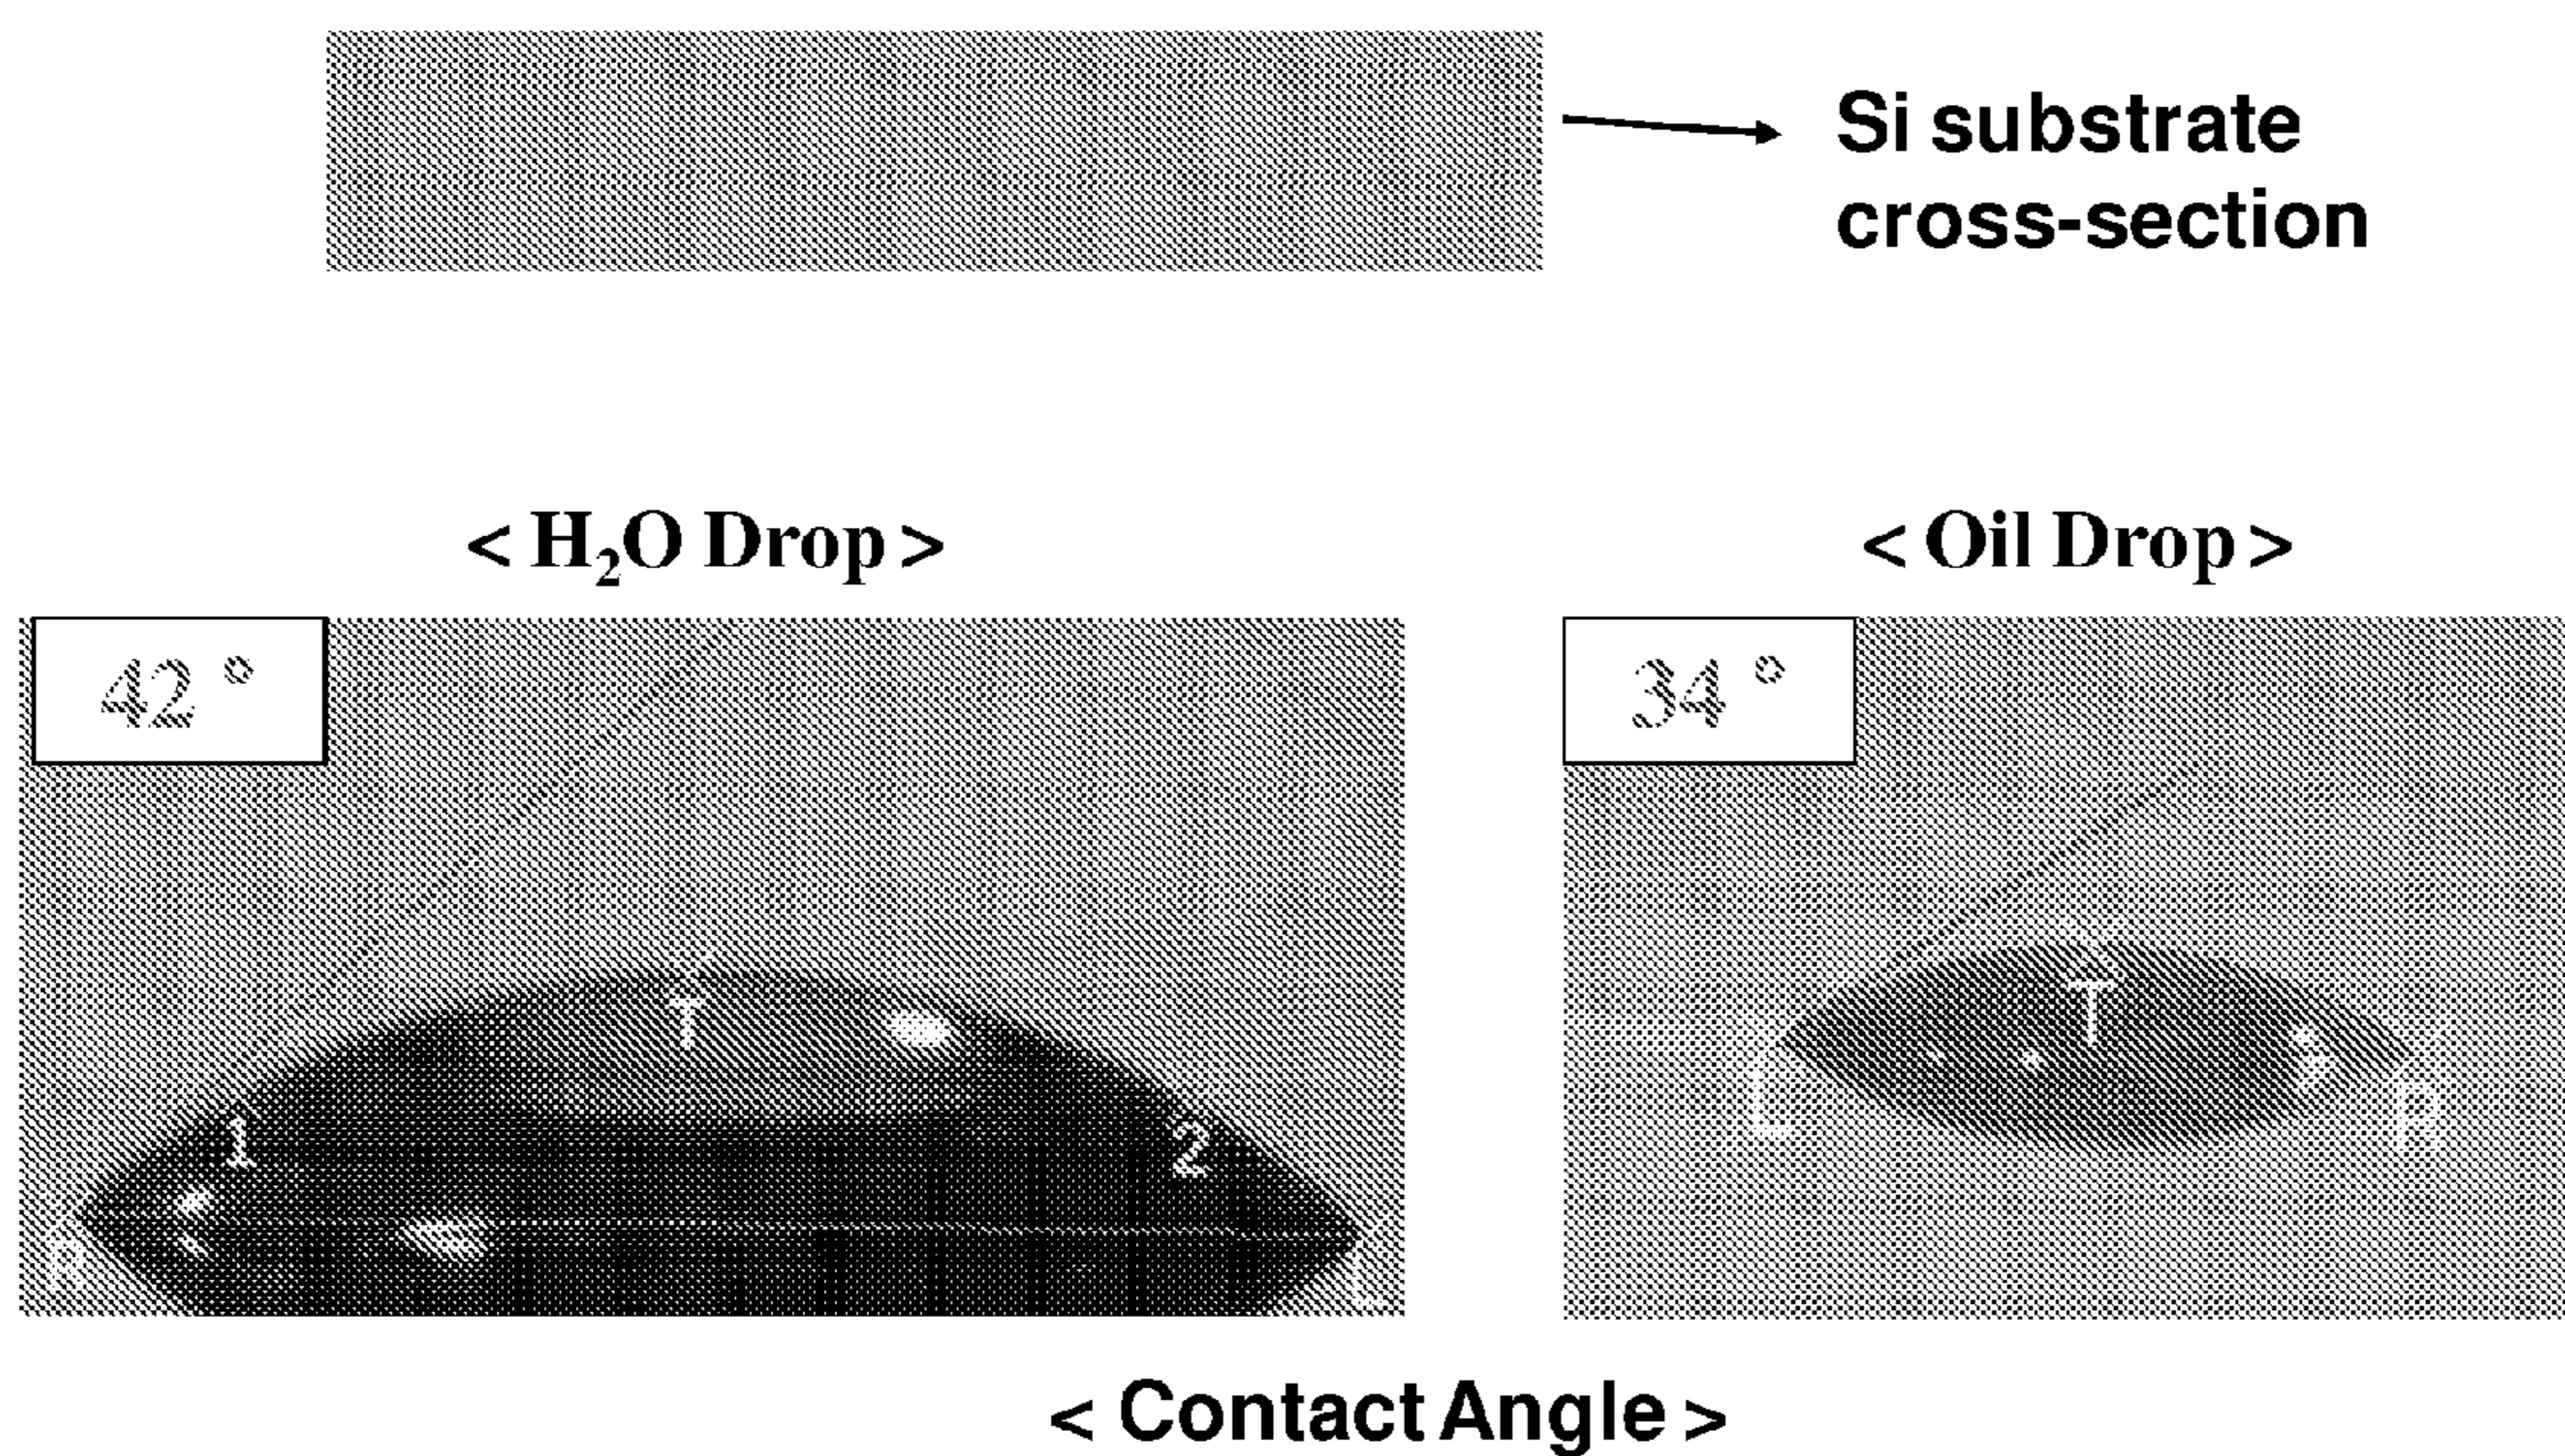 Si substrate
cross-section
< H₂O Drop >
< Oil Drop >
42 °
34 °
T
1
2
R
L
T
L
R
< Contact Angle >